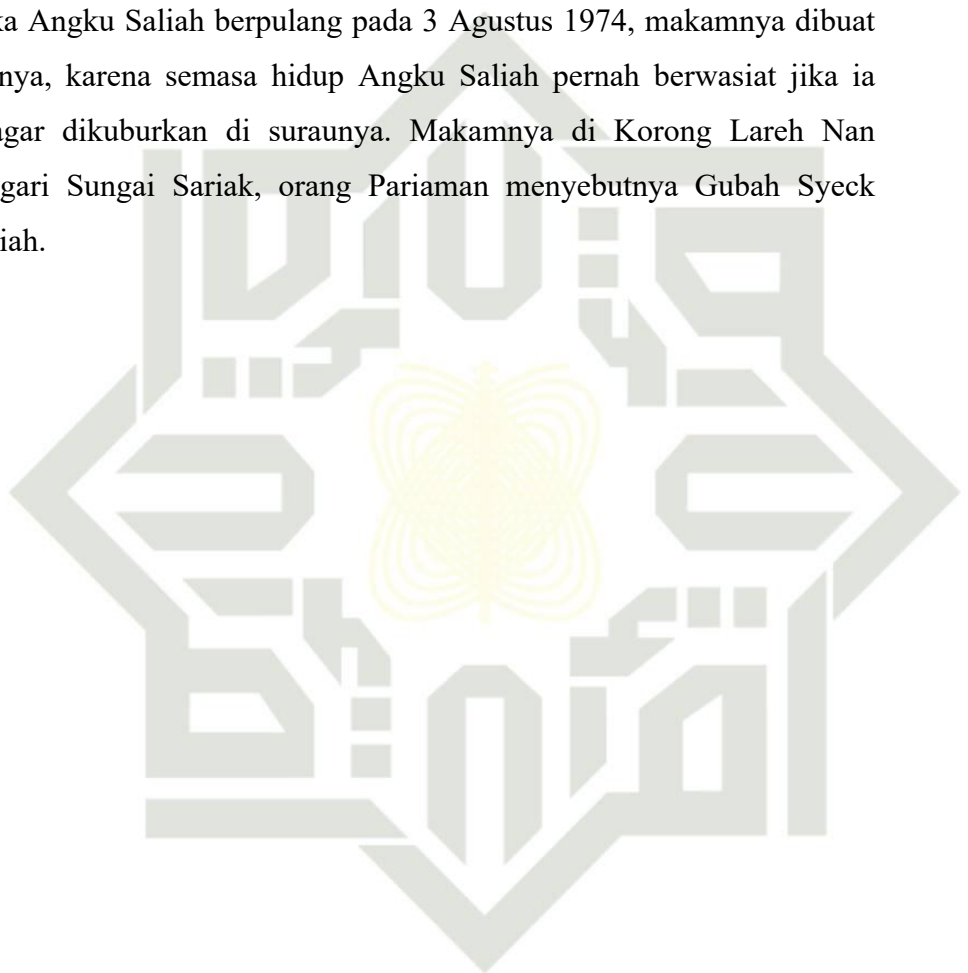 ka Angku Saliah berpulang pada 3 Agustus 1974, makamnya dibuat
nya, karena semasa hidup Angku Saliah pernah berwasiat jika ia
agar dikuburkan di suraunya. Makamnya di Korong Lareh Nan
gari Sungai Sariak, orang Pariaman menyebutnya Gubah Syeck
iah.